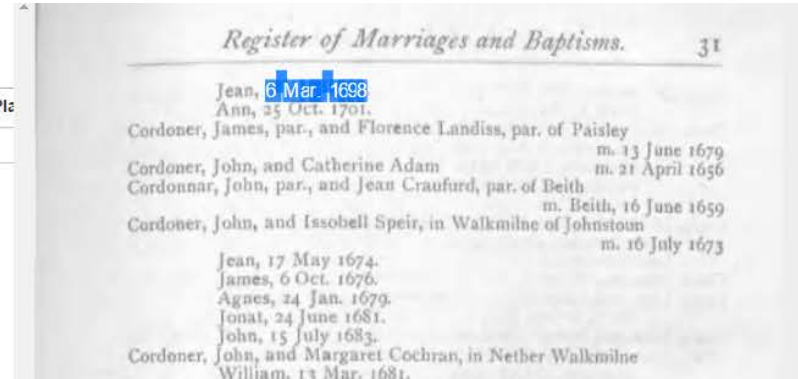 Register of Marriages and Baptisms. 31
Jean, 6 Mar. 1698
Pla
Ann, 25 Oct. 1701.
Cordoner, James, par., and Florence Landiss, par. of Paisley
m. 13 June 1679
Cordoner, John, and Catherine Adam m. 21 April 1656
Cordonnar, John, par., and Jean Craufurd, par. of Beith
m. Beith, 16 June 1659
Cordoner, John, and Issobell Speir, in Walkmilne of Johnstoun
m. 16 July 1673
Jean, 17 May 1674.
James, 6 Oct. 1676.
Agnes, 24 Jan. 1679.
Jonat, 24 June 1681.
John, 15 July 1683.
Cordoner, John, and Margaret Cochran, in Nether Walkmilne
William, 13 Mar. 1681.